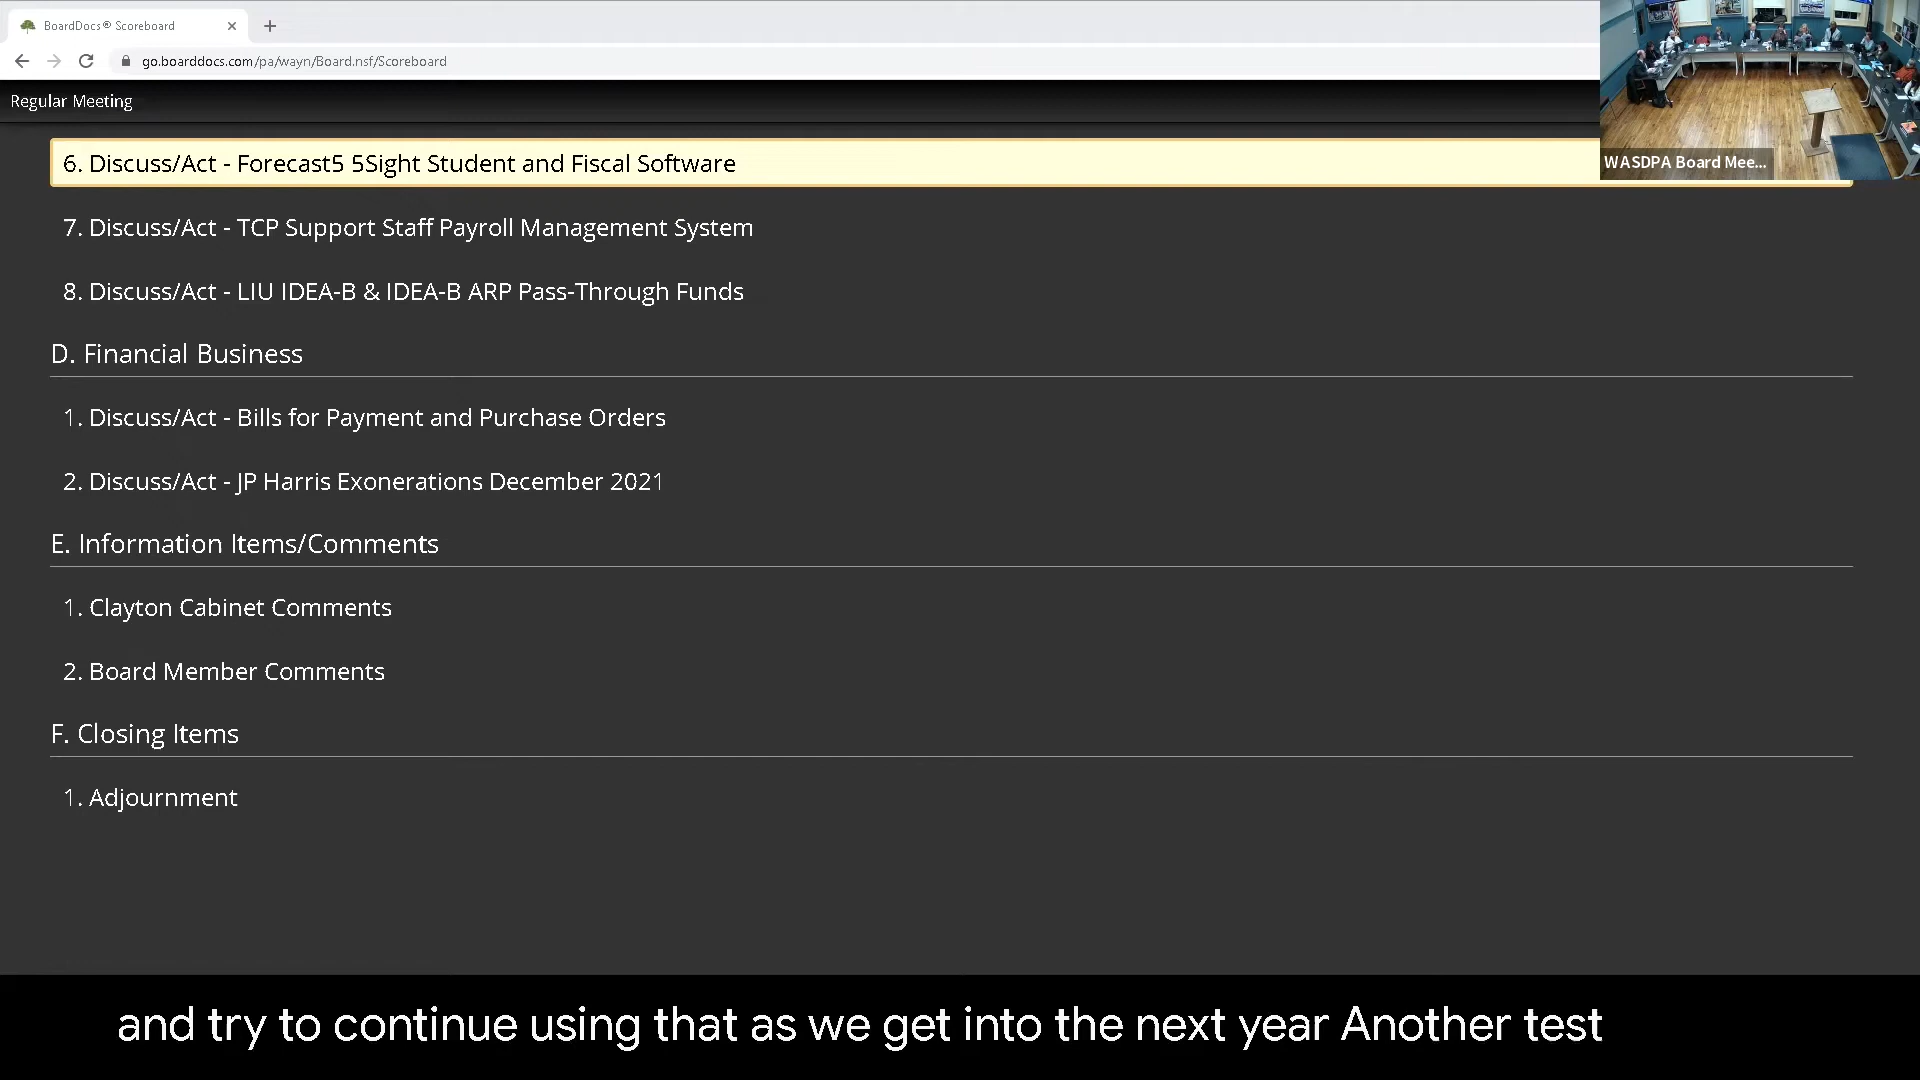 BoardDocs® Scoreboard
go.boarddocs.com/pa/wayn/Board.nsf/Scoreboard
Regular Meeting
WASDPA Board Mee...
6. Discuss/Act - Forecast5 5Sight Student and Fiscal Software
7. Discuss/Act - TCP Support Staff Payroll Management System
8. Discuss/Act - LIU IDEA-B & IDEA-B ARP Pass-Through Funds
D. Financial Business
1. Discuss/Act - Bills for Payment and Purchase Orders
2. Discuss/Act - JP Harris Exonerations December 2021
E. Information Items/Comments
1. Clayton Cabinet Comments
2. Board Member Comments
F. Closing Items
1. Adjournment
and try to continue using that as we get into the next year Another test